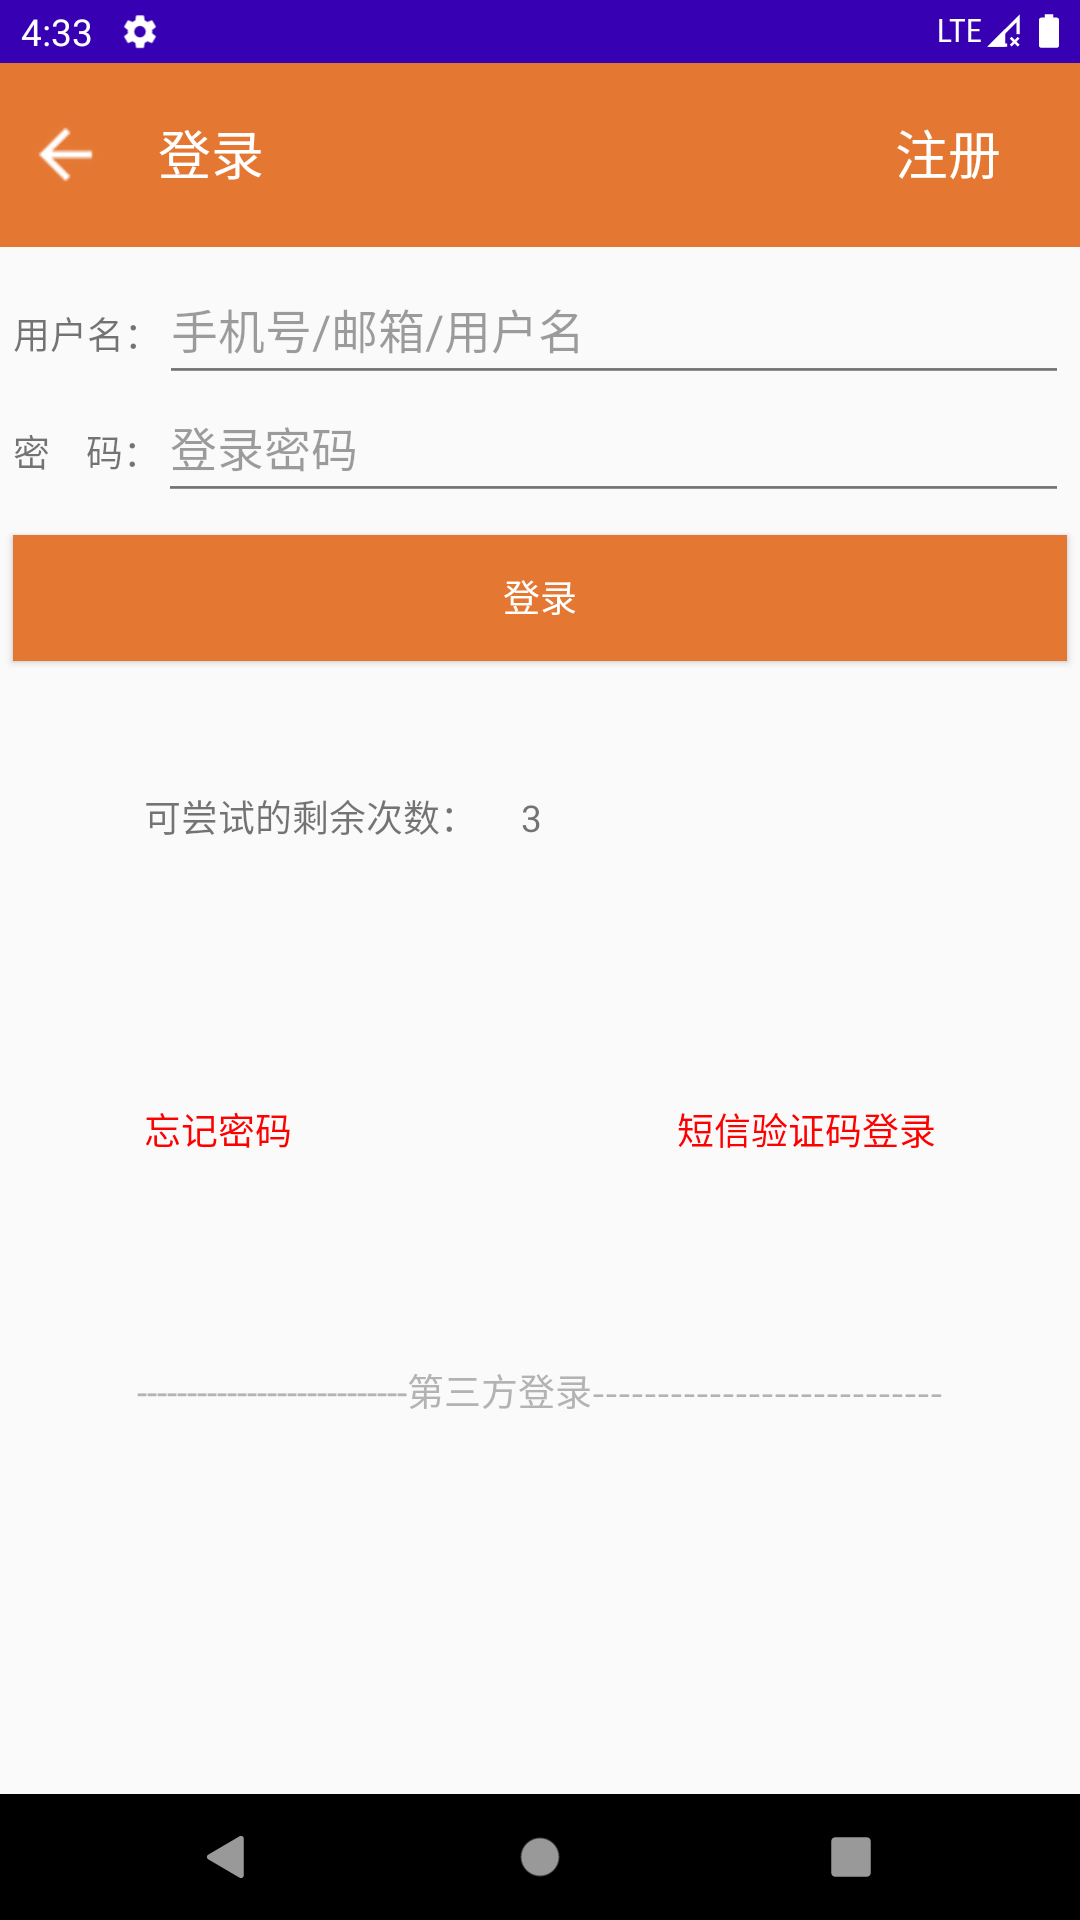 4:33 LTE
登录 注册
用户名： 手机号/邮箱/用户名
密　码： 登录密码
登录
可尝试的剩余次数： 3
忘记密码 短信验证码登录
---------------------------第三方登录---------------------------